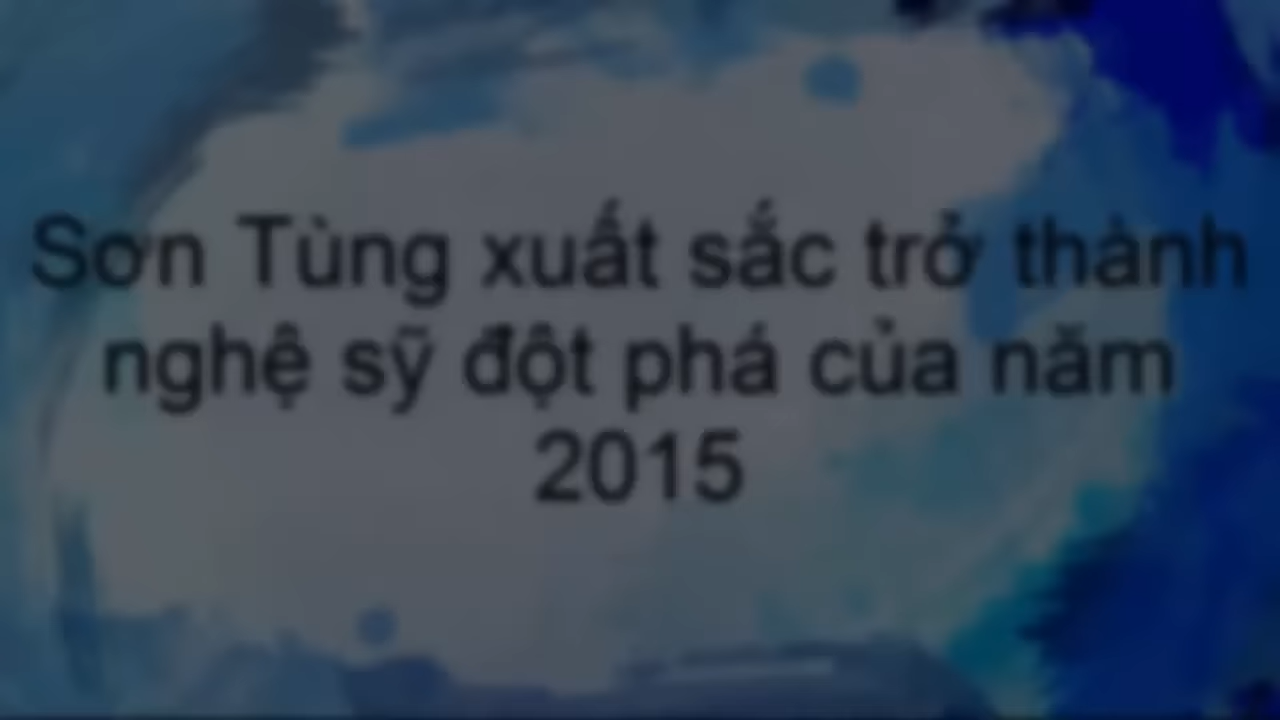 Sơn Tùng xuất sắc trở thành
nghệ sỹ đột phá của năm
2015